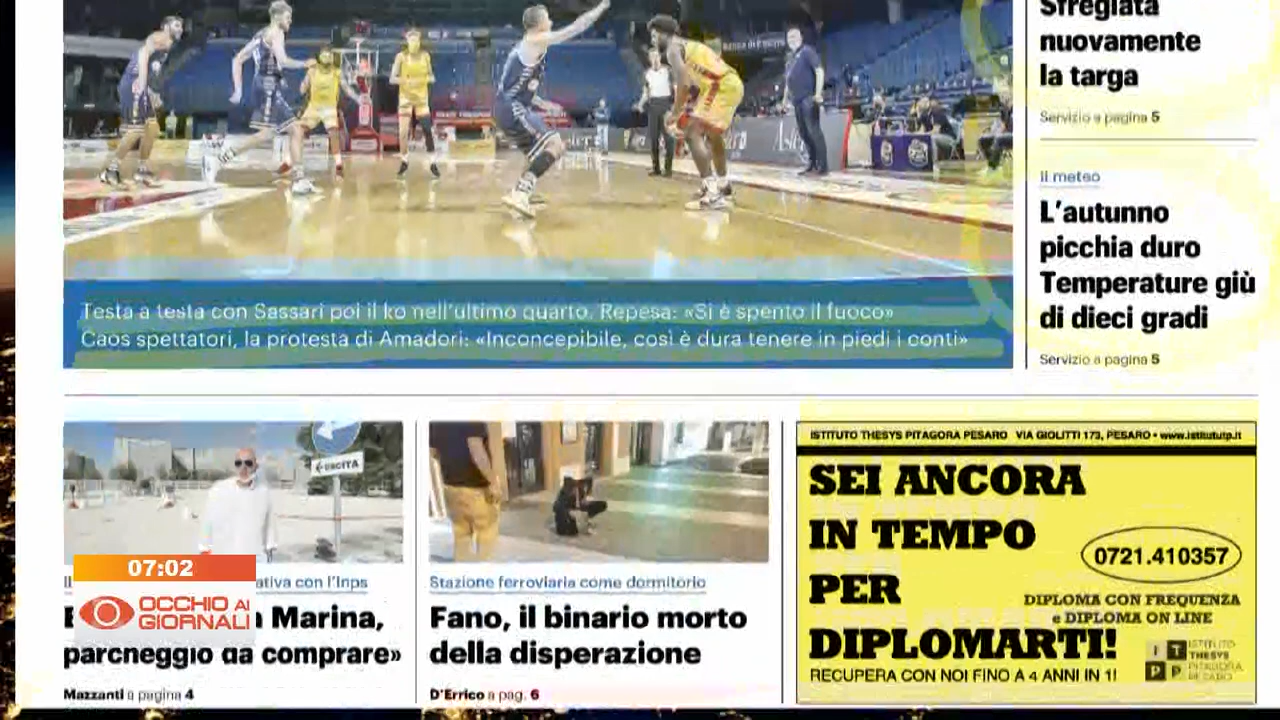 Sfregiata
nuovamente
la targa
Servizio a pagina 5
Il meteo
L'autunno
picchia duro
Temperature giù
di dieci gradi
Servizio a pagina 5
Testa a testa con Sassari poi il ko nell'ultimo quarto. Repesa: «Si è spento il fuoco»
Caos spettatori, la protesta di Amadori: «Inconcepibile, così è dura tenere in piedi i conti»
USCITA
ativa con l'Inps
Marina,
parcheggio da comprare»
Mazzanti a pagina 4
Stazione ferroviaria come dormitorio
Fano, il binario morto
della disperazione
D'Errico a pag. 6
ISTITUTO THESYS PITAGORA PESARO VIA GIOLITTI 173, PESARO • www.istitutotp.it
SEI ANCORA
IN TEMPO
PER
DIPLOMARTI!
0721.410357
DIPLOMA CON FREQUENZA
e DIPLOMA ON LINE
RECUPERA CON NOI FINO A 4 ANNI IN 1!
I T
P P
ISTITUTO
THESYS
PITAGORA
PESARO
07:02
OCCHIO AI
GIORNALI